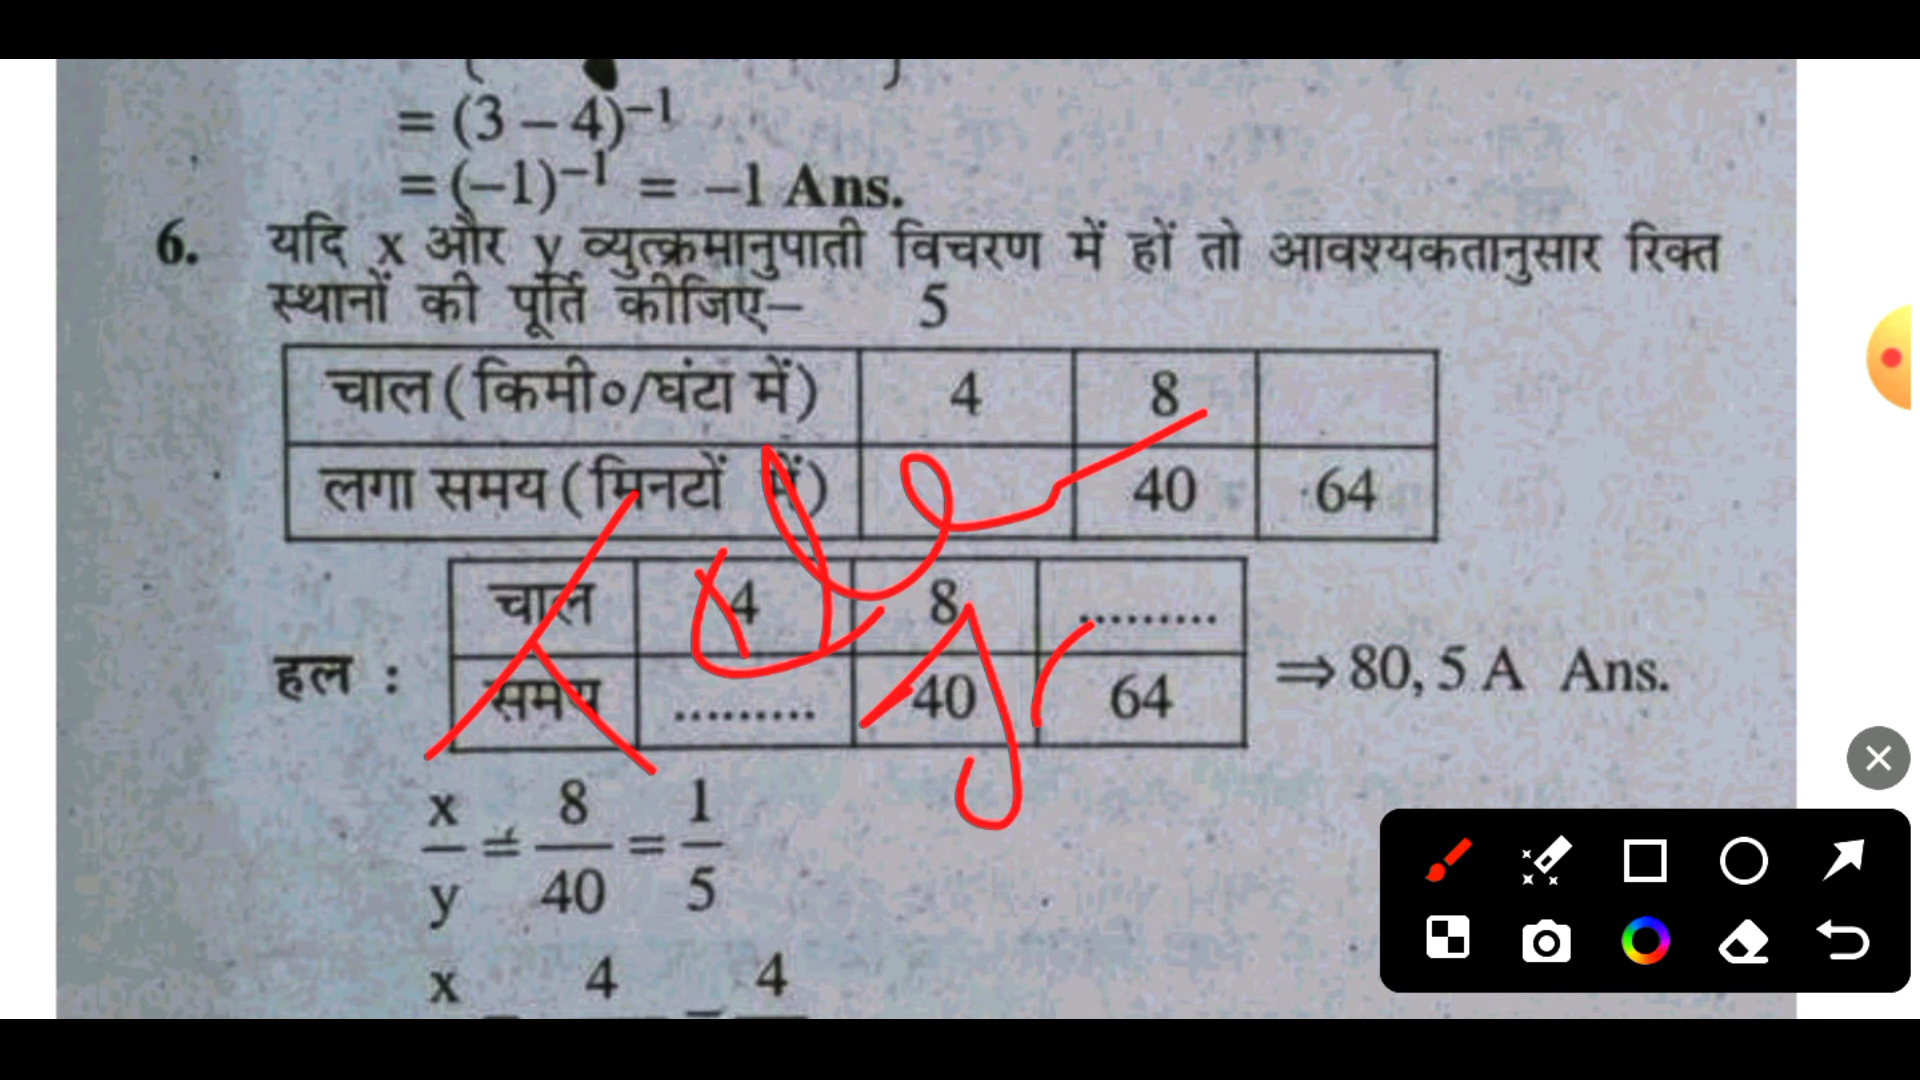 = (3 – 4)–1
= (–1)–1 = –1 Ans.
6. यदि x और y व्युत्क्रमानुपाती विचरण में हों तो आवश्यकतानुसार रिक्त
स्थानों की पूर्ति कीजिए– 5
चाल ( किमी०/घंटा में) 4 8
लगा समय ( मिनटों में) 40 64
चाल 4 8 .........
हल : समय ......... 40 64 ⇒ 80, 5 A Ans.
x/y = 8/40 = 1/5
x 4 4